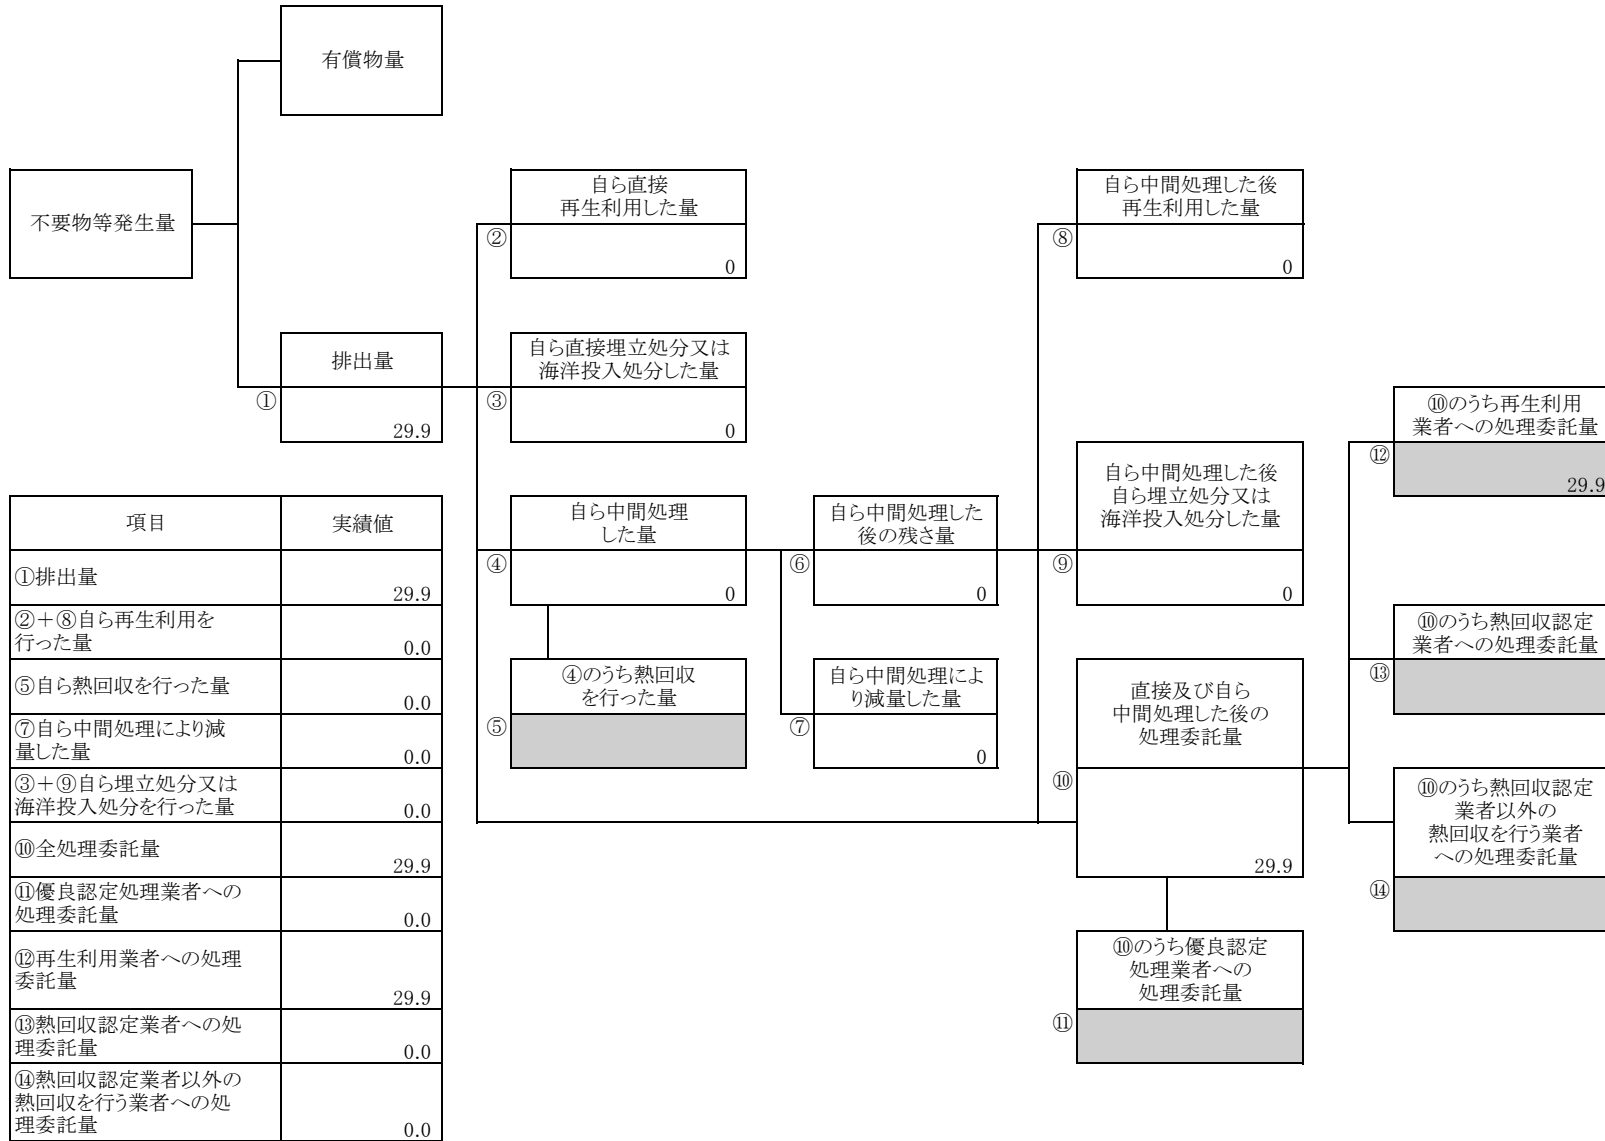 有償物量
不要物等発生量
自ら直接
再生利用した量
②
0
自ら中間処理した後
再生利用した量
⑧
0
排出量
①
29.9
自ら直接埋立処分又は
海洋投入処分した量
③
0
⑩のうち再生利用
業者への処理委託量
⑫
29.9
自ら中間処理
した量
④
0
自ら中間処理した
後の残さ量
⑥
0
自ら中間処理した後
自ら埋立処分又は
海洋投入処分した量
⑨
0
⑩のうち熱回収認定
業者への処理委託量
⑬
④のうち熱回収
を行った量
⑤
自ら中間処理によ
り減量した量
⑦
0
直接及び自ら
中間処理した後の
処理委託量
⑩
29.9
⑩のうち熱回収認定
業者以外の
熱回収を行う業者
への処理委託量
⑭
⑩のうち優良認定
処理業者への
処理委託量
⑪
項目 実績値
①排出量
29.9
②+⑧自ら再生利用を
行った量
0.0
⑤自ら熱回収を行った量
0.0
⑦自ら中間処理により減
量した量
0.0
③+⑨自ら埋立処分又は
海洋投入処分を行った量
0.0
⑩全処理委託量
29.9
⑪優良認定処理業者への
処理委託量
0.0
⑫再生利用業者への処理
委託量
29.9
⑬熱回収認定業者への処
理委託量
0.0
⑭熱回収認定業者以外の
熱回収を行う業者への処
理委託量
0.0